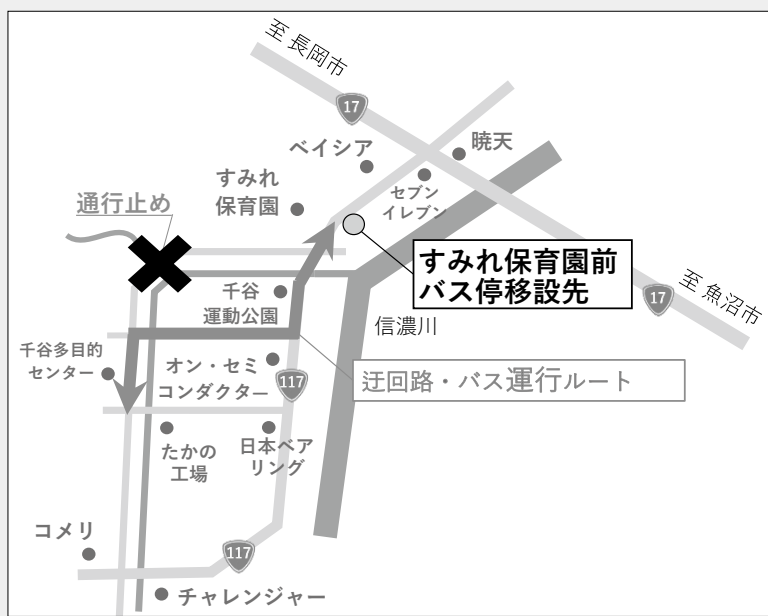 至 長岡市
17
ベイシア
暁天
すみれ
保育園
セブン
イレブン
通行止め
すみれ保育園前
バス停移設先
至 魚沼市
17
千谷
運動公園
信濃川
千谷多目的
センター
オン・セミ
コンダクター
117
迂回路・バス運行ルート
たかの
工場
日本ベア
リング
コメリ
117
チャレンジャー